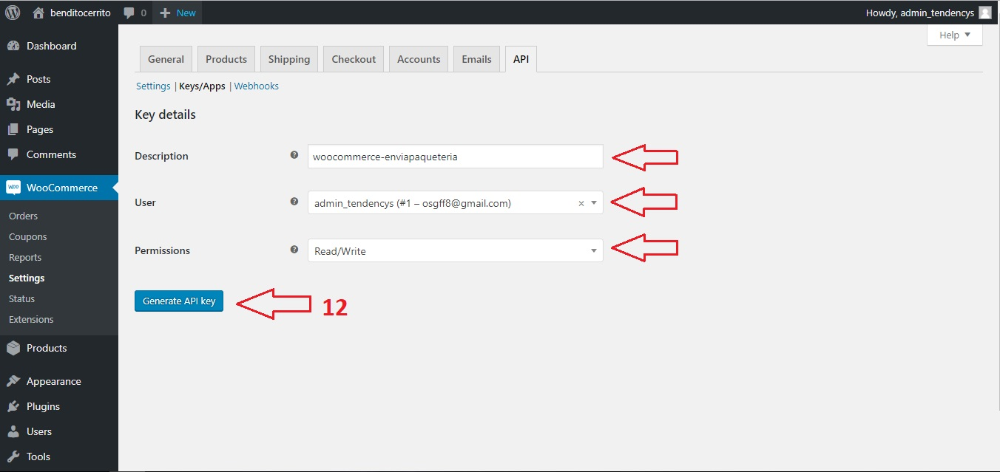 benditocerrito 0 New Howdy, admin_tendencys
Help
Dashboard
Posts
Media
Pages
Comments
WOO WooCommerce
Orders
Coupons
Reports
Settings
Status
Extensions
Products
Appearance
Plugins
Users
Tools
General Products Shipping Checkout Accounts Emails API
Settings | Keys/Apps | Webhooks
Key details
Description ? woocommerce-enviapaqueteria
User ? admin_tendencys (#1 – osgff8@gmail.com) ×
Permissions ? Read/Write
Generate API key 12